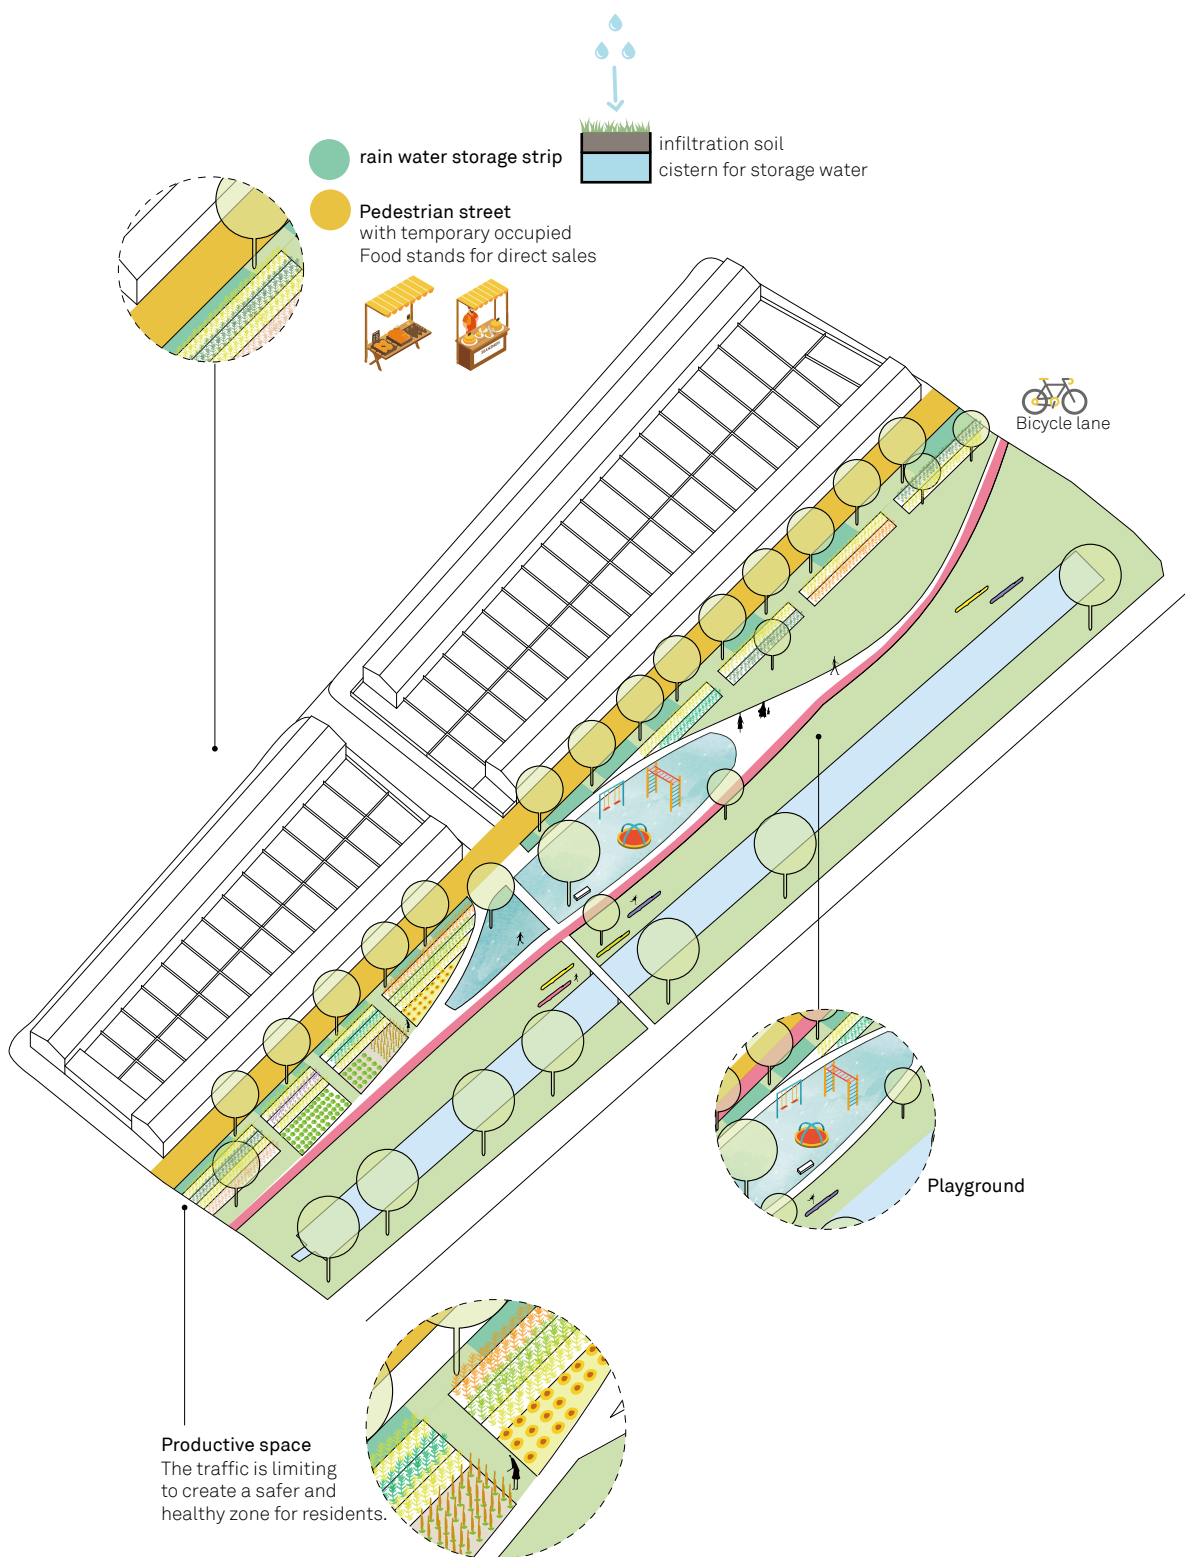 infiltration soil
cistern for storage water
rain water storage strip
Pedestrian street
with temporary occupied
Food stands for direct sales
Bicycle lane
Playground
Productive space
The traffic is limiting
to create a safer and
healthy zone for residents.